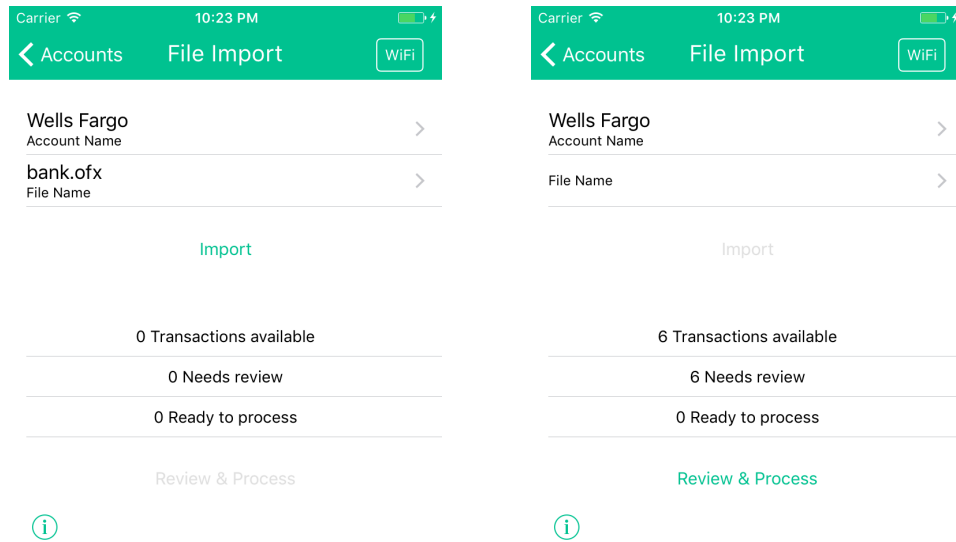 Carrier 10:23 PM
Accounts File Import WiFi
Wells Fargo
Account Name
bank.ofx
File Name
Import
0 Transactions available
0 Needs review
0 Ready to process
Review & Process
i
Carrier 10:23 PM
Accounts File Import WiFi
Wells Fargo
Account Name
File Name
Import
6 Transactions available
6 Needs review
0 Ready to process
Review & Process
i